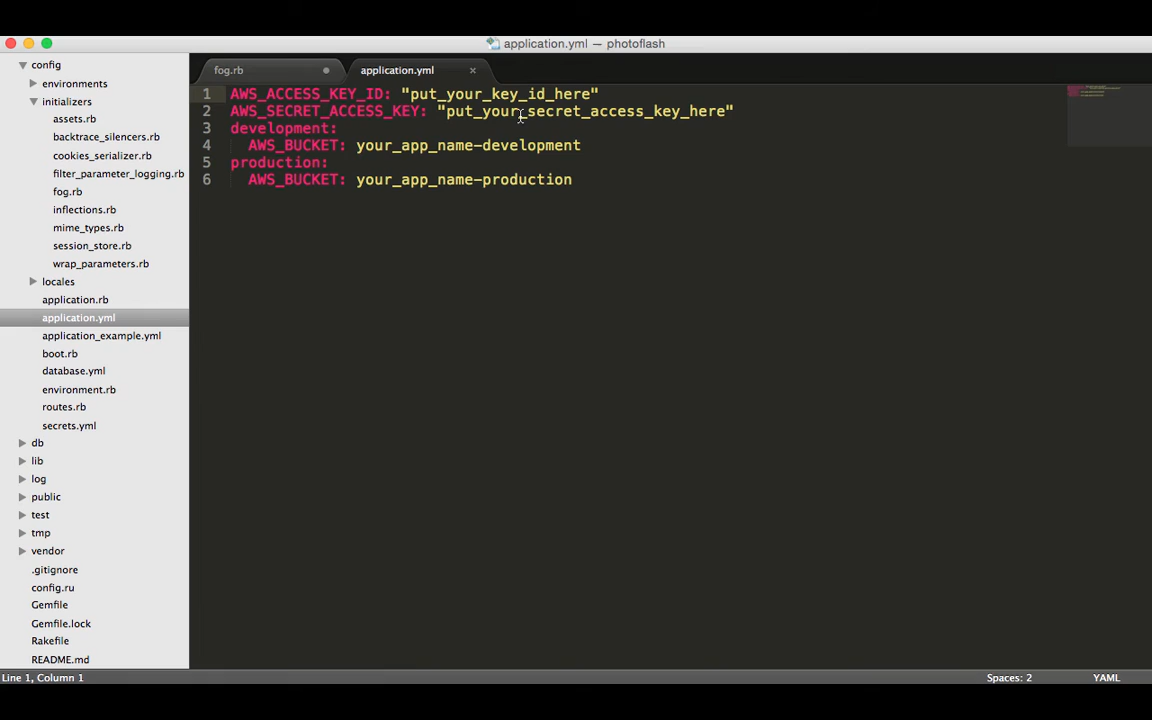 application.yml — photoflash
config
environments
initializers
assets.rb
backtrace_silencers.rb
cookies_serializer.rb
filter_parameter_logging.rb
fog.rb
inflections.rb
mime_types.rb
session_store.rb
wrap_parameters.rb
locales
application.rb
application.yml
application_example.yml
boot.rb
database.yml
environment.rb
routes.rb
secrets.yml
db
lib
log
public
test
tmp
vendor
.gitignore
config.ru
Gemfile
Gemfile.lock
Rakefile
README.md
fog.rb
application.yml
1 AWS_ACCESS_KEY_ID: "put_your_key_id_here"
2 AWS_SECRET_ACCESS_KEY: "put_your_secret_access_key_here"
3 development:
4 AWS_BUCKET: your_app_name-development
5 production:
6 AWS_BUCKET: your_app_name-production
Line 1, Column 1
Spaces: 2
YAML